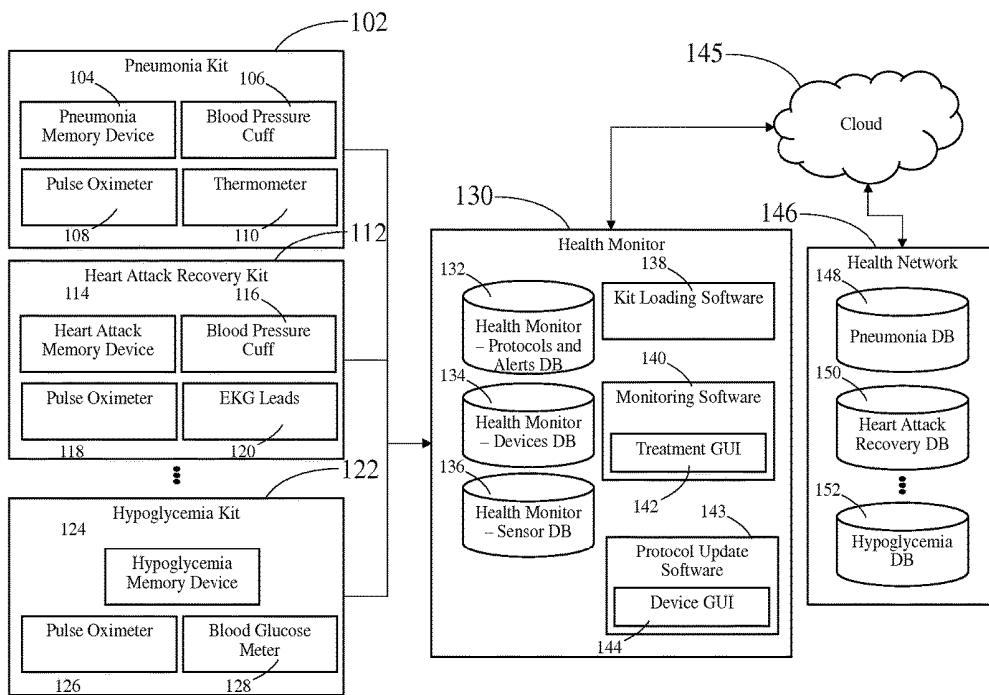 102
Pneumonia Kit
104
106
Pneumonia
Memory Device
Blood Pressure
Cuff
Pulse Oximeter
Thermometer
108
110
112
Heart Attack Recovery Kit
114
116
Heart Attack
Memory Device
Blood Pressure
Cuff
Pulse Oximeter
EKG Leads
118
120
122
Hypoglycemia Kit
124
Hypoglycemia
Memory Device
Pulse Oximeter
Blood Glucose
Meter
126
128
130
Health Monitor
132
Health Monitor
– Protocols and
Alerts DB
134
Health Monitor
– Devices DB
136
Health Monitor
– Sensor DB
138
Kit Loading Software
140
Monitoring Software
Treatment GUI
142
143
Protocol Update
Software
Device GUI
144
145
Cloud
146
Health Network
148
Pneumonia DB
150
Heart Attack
Recovery DB
152
Hypoglycemia
DB